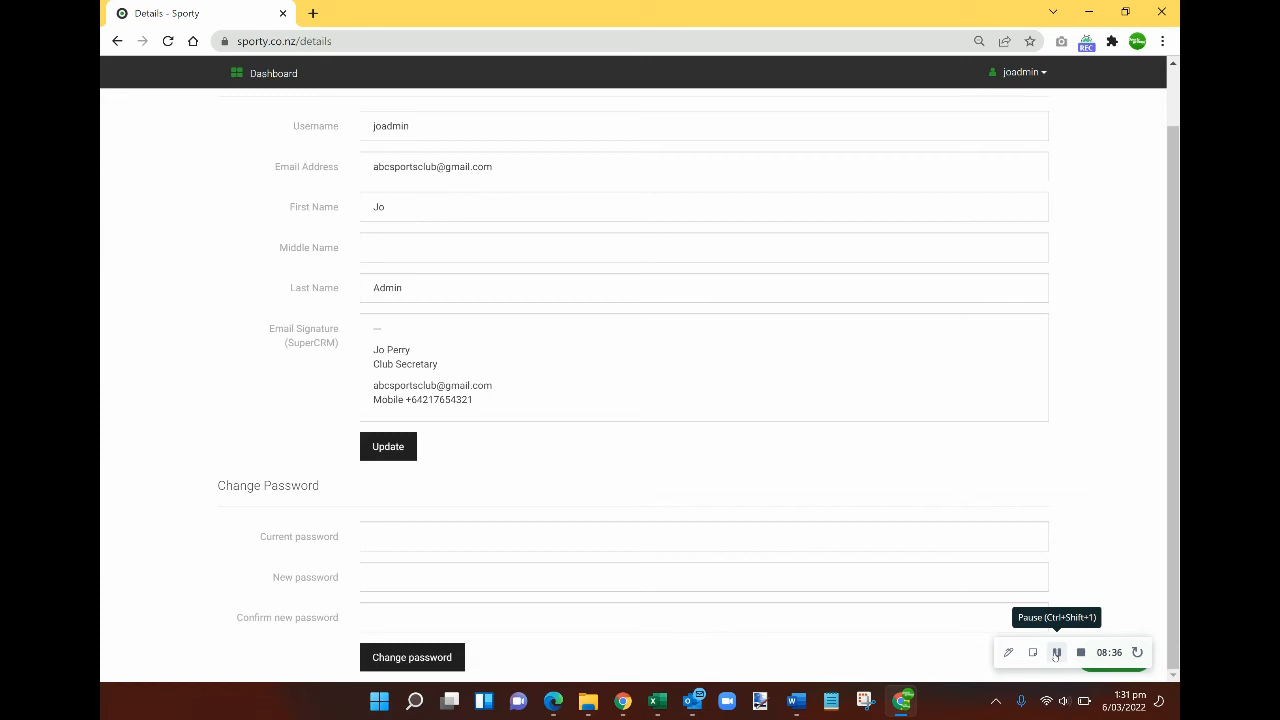 Details - Sporty
sporty.co.nz/details
REC
Dashboard
joadmin
Username
joadmin
Email Address
abcsportsclub@gmail.com
First Name
Jo
Middle Name
Last Name
Admin
Email Signature
(SuperCRM)
—
Jo Perry
Club Secretary
abcsportsclub@gmail.com
Mobile +64217654321
Update
Change Password
Current password
New password
Confirm new password
Change password
Pause (Ctrl+Shift+1)
08:36
1:31 pm
6/03/2022